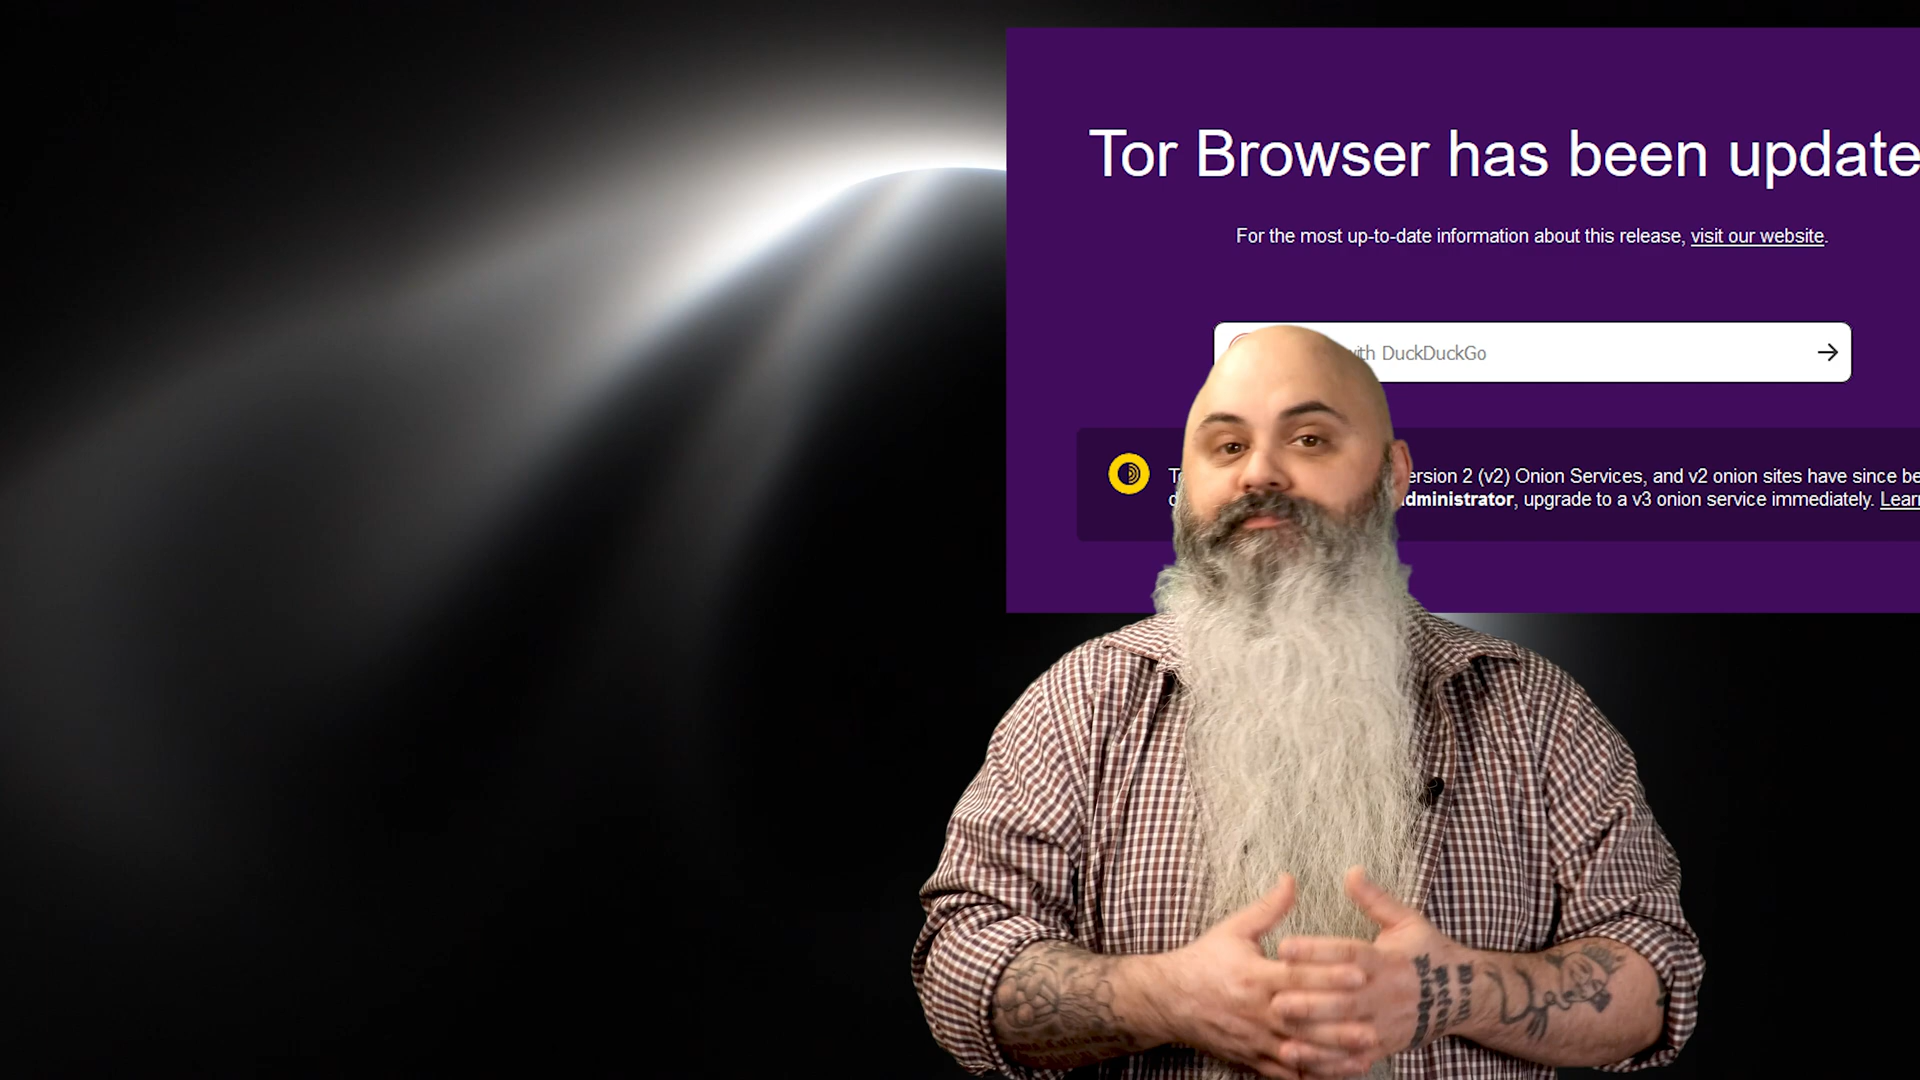 Tor Browser has been update
For the most up-to-date information about this release, visit our website.
with DuckDuckGo
ersion 2 (v2) Onion Services, and v2 onion sites have since be
dministrator, upgrade to a v3 onion service immediately. Lear